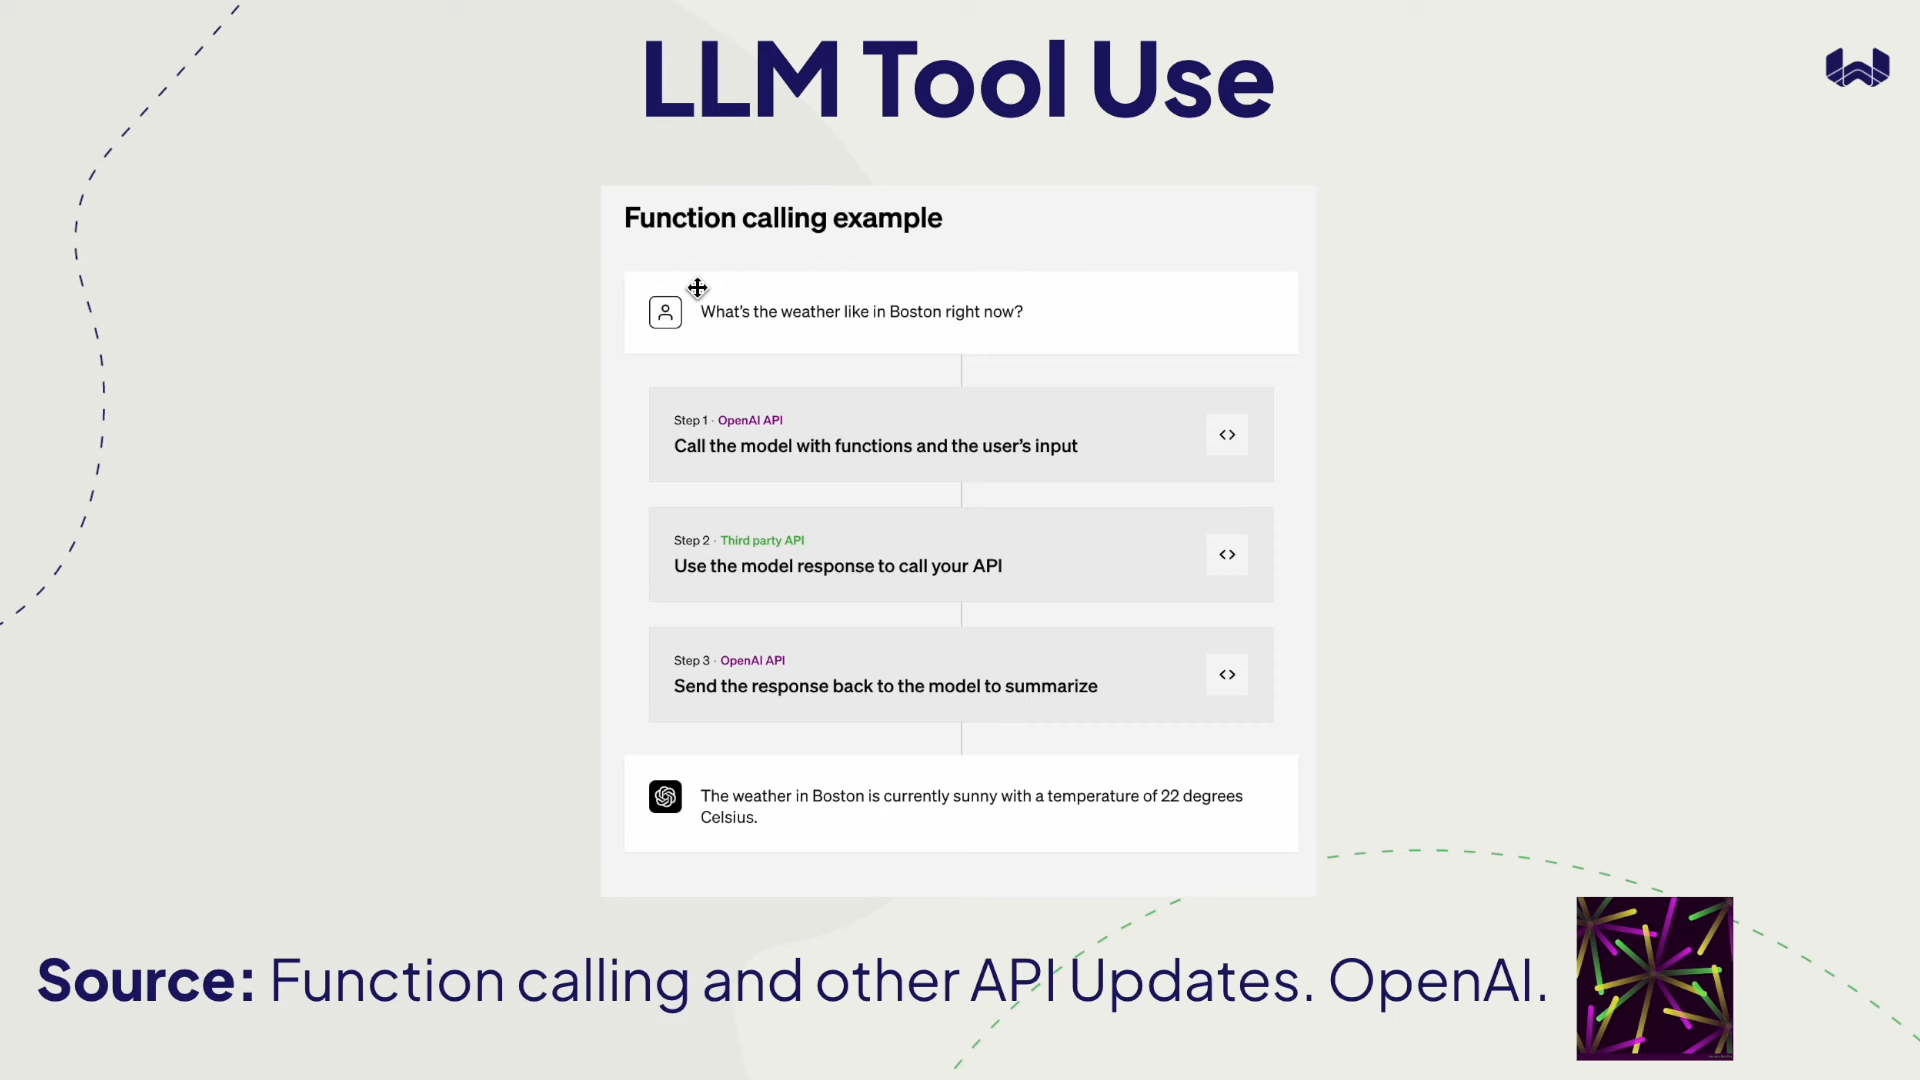 LLM Tool Use
Function calling example
What's the weather like in Boston right now?
Step 1 · OpenAI API
Call the model with functions and the user's input
<>
Step 2 · Third party API
Use the model response to call your API
<>
Step 3 · OpenAI API
Send the response back to the model to summarize
<>
The weather in Boston is currently sunny with a temperature of 22 degrees
Celsius.
Source: Function calling and other API Updates. OpenAI.